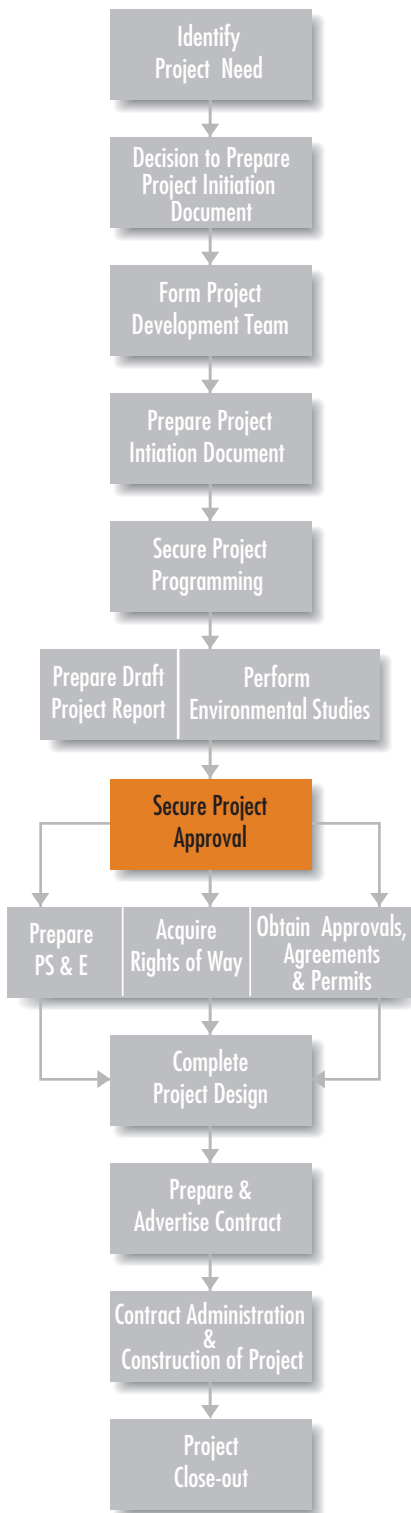 Identify
Project Need
Decision to Prepare
Project Initiation
Document
Form Project
Development Team
Prepare Project
Intiation Document
Secure Project
Programming
Prepare Draft
Project Report
Perform
Environmental Studies
Secure Project
Approval
Prepare
PS & E
Acquire
Rights of Way
Obtain Approvals,
Agreements
& Permits
Complete
Project Design
Prepare &
Advertise Contract
Contract Administration
&
Construction of Project
Project
Close-out